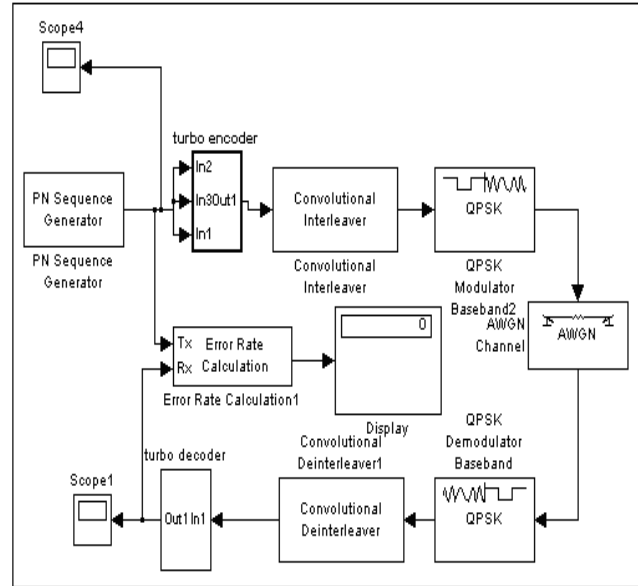 Scope4
turbo encoder
In2
In3Out1
In1
PN Sequence
Generator
PN Sequence
Generator
Convolutional
Interleaver
Convolutional
Interleaver
QPSK
QPSK
Modulator
Baseband2
AWGN
Channel
AWGN
Tx
Rx
Error Rate
Calculation
Error Rate Calculation1
0
Display
QPSK
Demodulator
Baseband
QPSK
Convolutional
Deinterleaver1
Convolutional
Deinterleaver
turbo decoder
Out1 In1
Scope1